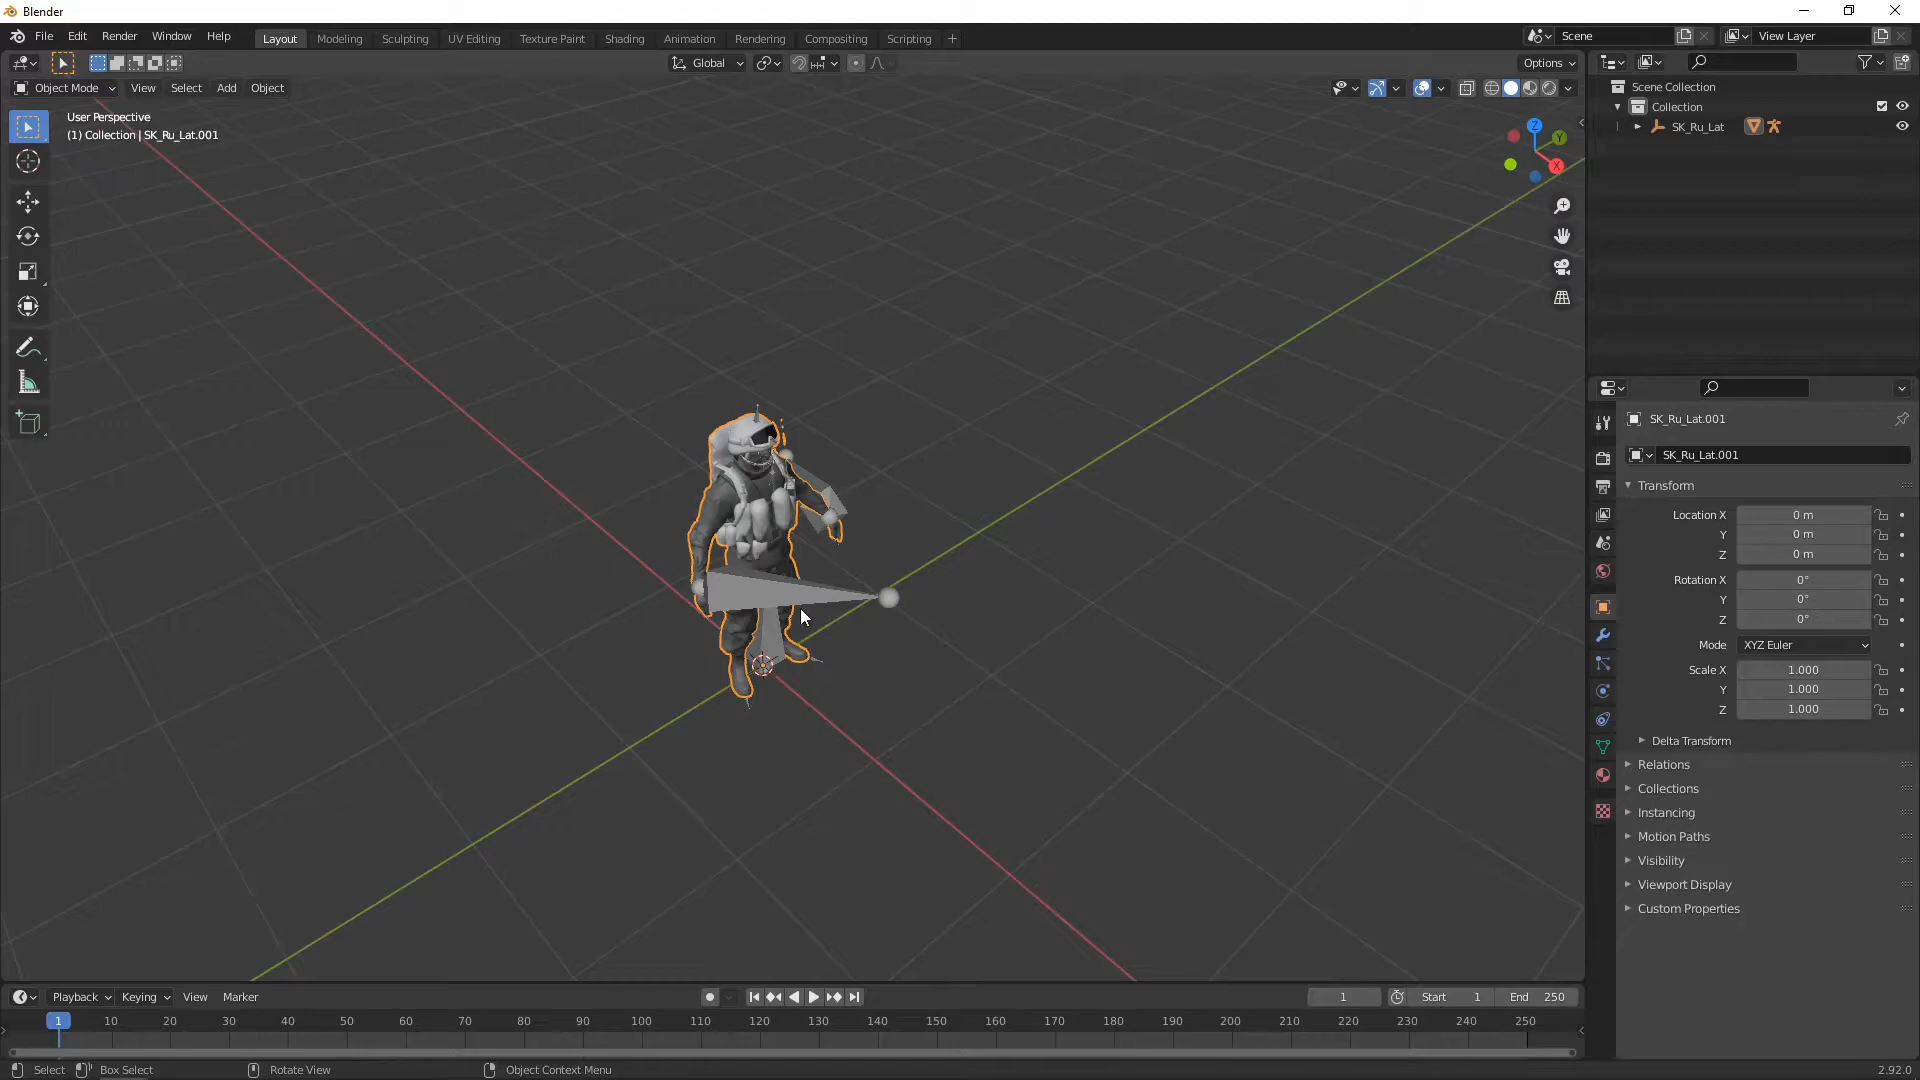 Blender
File Edit Render Window Help
Layout Modeling Sculpting UV Editing Texture Paint Shading Animation Rendering Compositing Scripting +
Scene
View Layer
Global
Options
Object Mode View Select Add Object
User Perspective
(1) Collection | SK_Ru_Lat.001
Z
Y
X
Scene Collection
Collection
SK_Ru_Lat
SK_Ru_Lat.001
SK_Ru_Lat.001
Transform
Location X 0 m
Y 0 m
Z 0 m
Rotation X 0°
Y 0°
Z 0°
Mode XYZ Euler
Scale X 1.000
Y 1.000
Z 1.000
Delta Transform
Relations
Collections
Instancing
Motion Paths
Visibility
Viewport Display
Custom Properties
Playback Keying View Marker
1 Start 1 End 250
1 10 20 30 40 50 60 70 80 90 100 110 120 130 140 150 160 170 180 190 200 210 220 230 240 250
Select Box Select Rotate View Object Context Menu 2.92.0